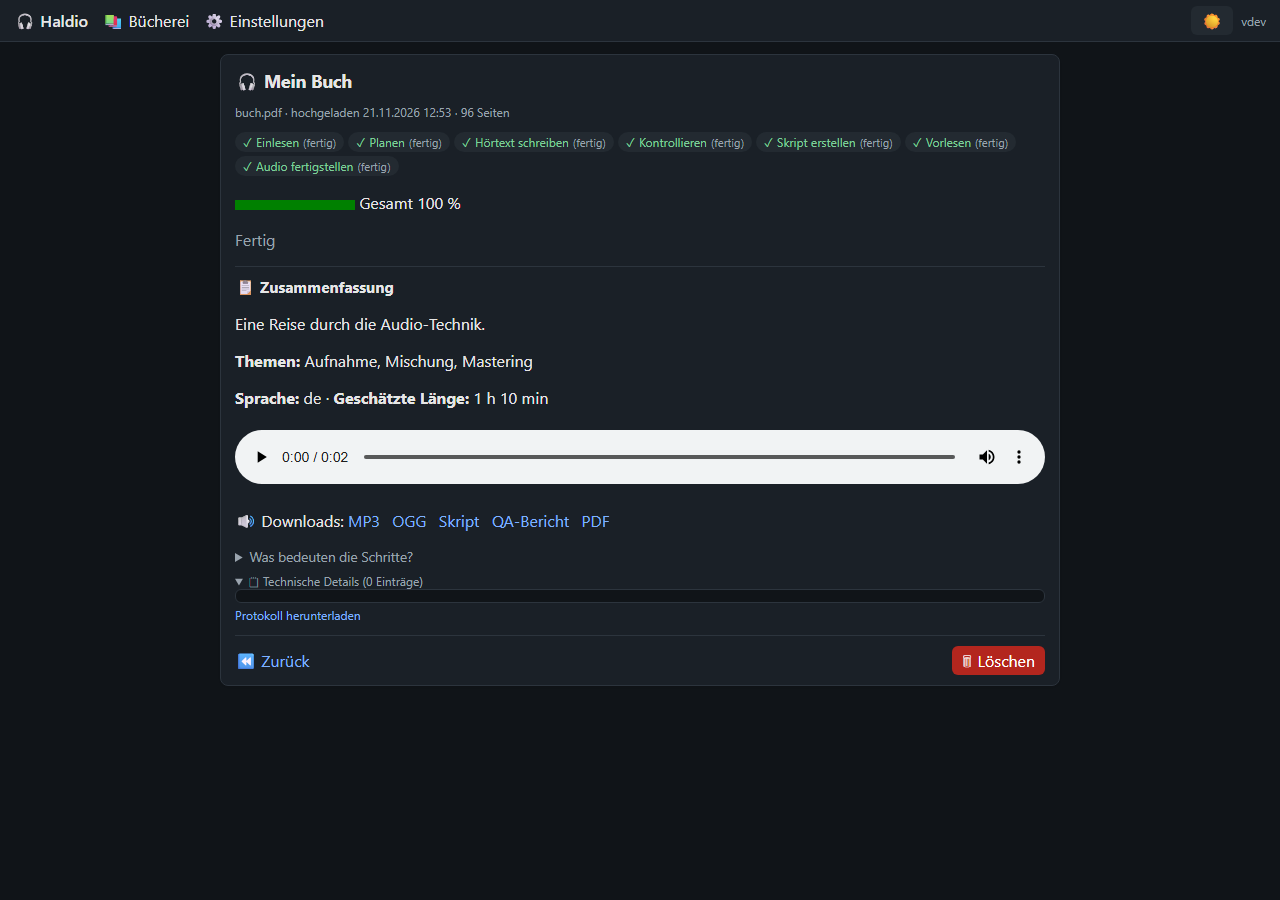 Haldio Bücherei Einstellungen vdev
Mein Buch
buch.pdf · hochgeladen 21.11.2026 12:53 · 96 Seiten
✓ Einlesen (fertig) ✓ Planen (fertig) ✓ Hörtext schreiben (fertig) ✓ Kontrollieren (fertig) ✓ Skript erstellen (fertig) ✓ Vorlesen (fertig)
✓ Audio fertigstellen (fertig)
Gesamt 100 %
Fertig
Zusammenfassung
Eine Reise durch die Audio-Technik.
Themen: Aufnahme, Mischung, Mastering
Sprache: de · Geschätzte Länge: 1 h 10 min
0:00 / 0:02
Downloads: MP3 OGG Skript QA-Bericht PDF
Was bedeuten die Schritte?
Technische Details (0 Einträge)
Protokoll herunterladen
Zurück Löschen